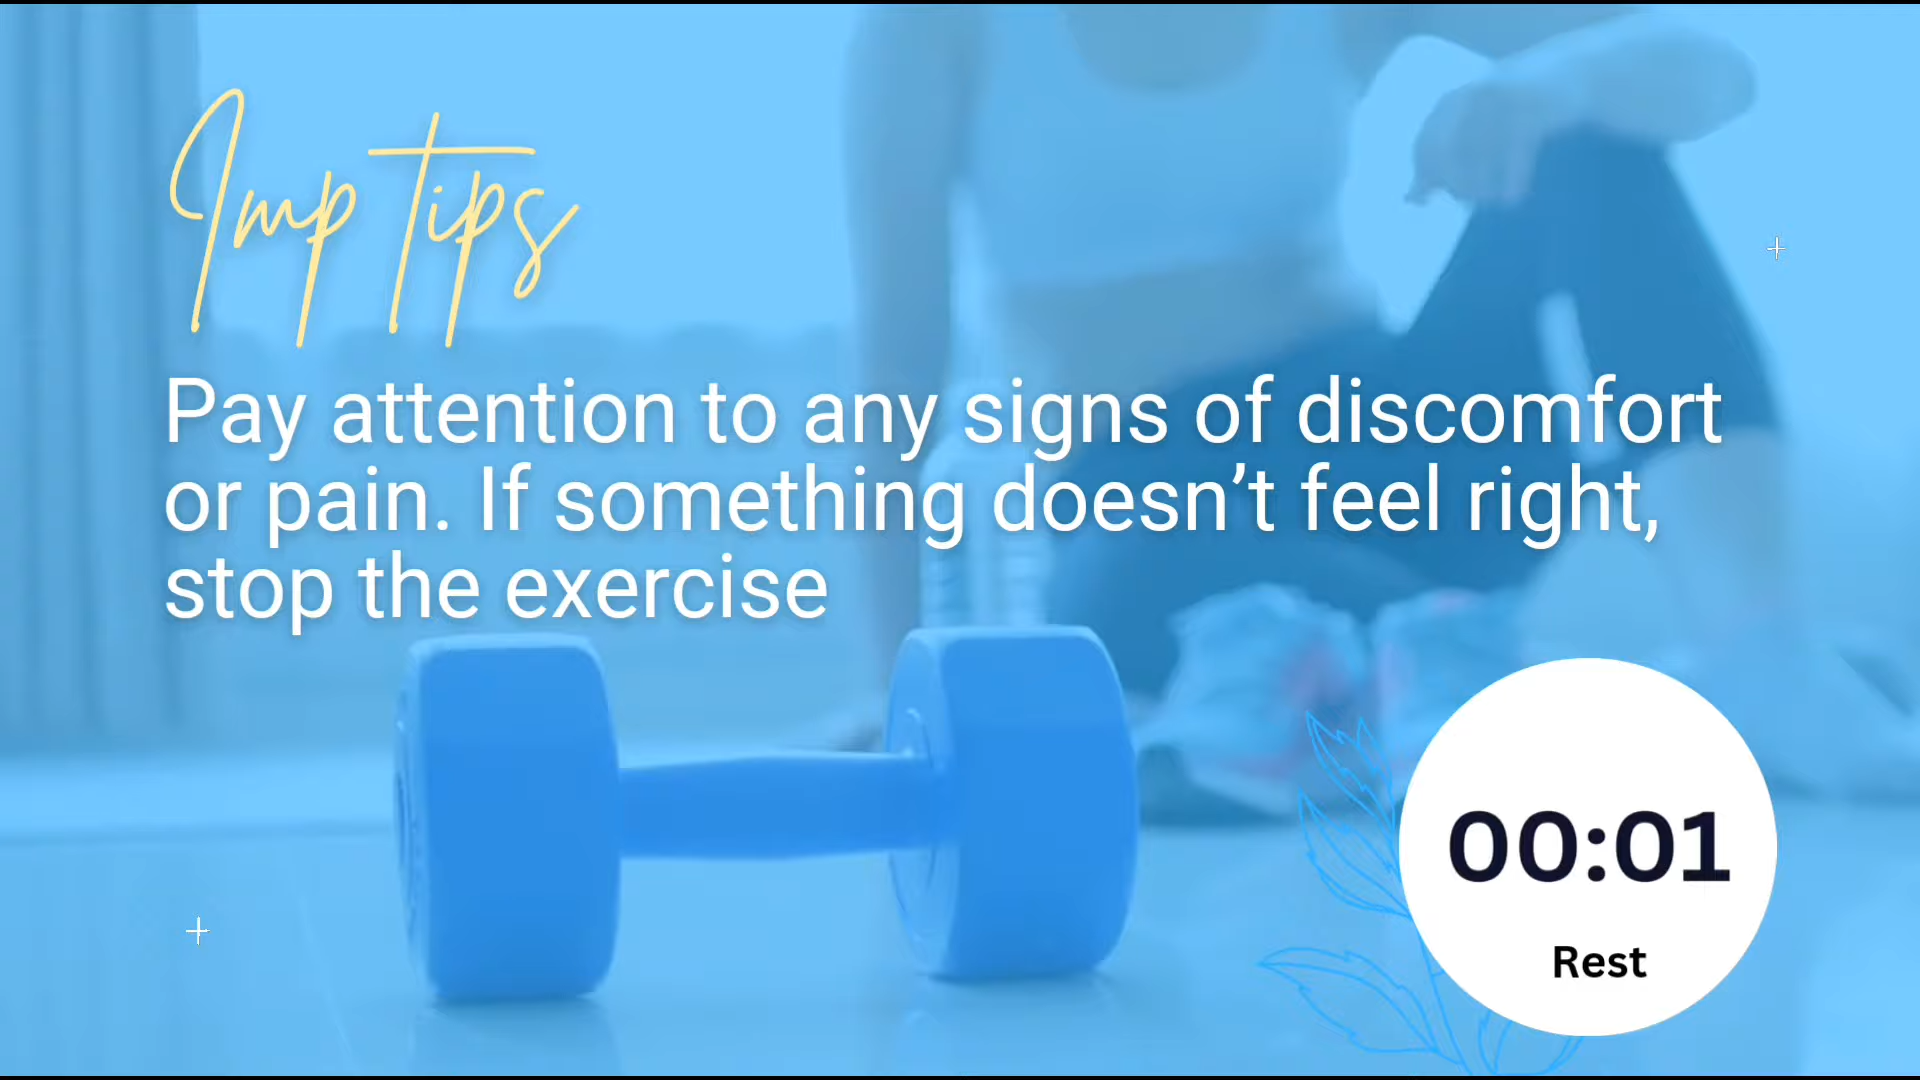 Imp tips
Pay attention to any signs of discomfort
or pain. If something doesn’t feel right,
stop the exercise
00:01
Rest